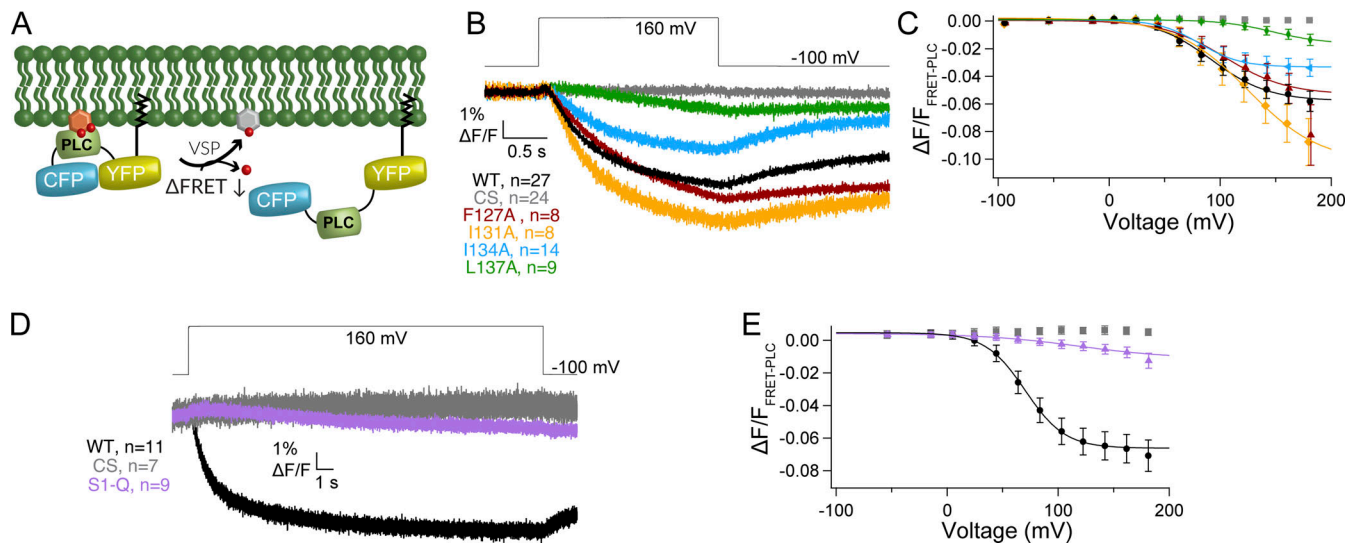 A
PLC
CFP
YFP
VSP
ΔFRET ↓
CFP
PLC
YFP
B
160 mV
-100 mV
1%
ΔF/F
0.5 s
WT, n=27
CS, n=24
F127A , n=8
I131A, n=8
I134A, n=14
L137A, n=9
C
0.00
-0.02
-0.04
-0.06
-0.08
-0.10
ΔF/F FRET-PLC
-100
0
100
200
Voltage (mV)
D
160 mV
-100 mV
WT, n=11
CS, n=7
S1-Q, n=9
1%
ΔF/F
1 s
E
0.00
-0.02
-0.04
-0.06
-0.08
ΔF/F FRET-PLC
-100
0
100
200
Voltage (mV)